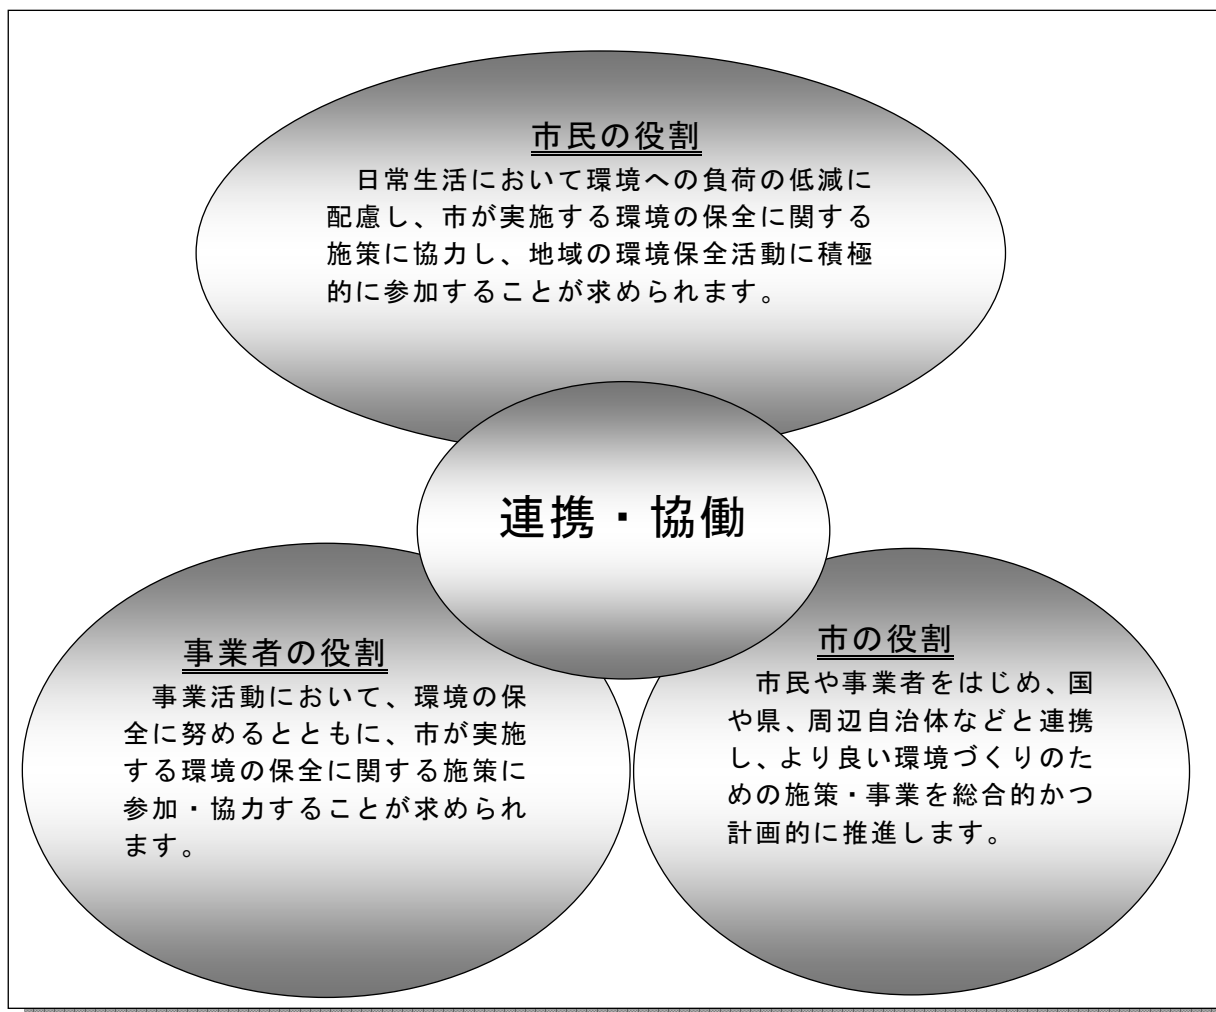 市民の役割
日常生活において環境への負荷の低減に
配慮し、市が実施する環境の保全に関する
施策に協力し、地域の環境保全活動に積極
的に参加することが求められます。
連携・協働
事業者の役割
事業活動において、環境の保
全に努めるとともに、市が実施
する環境の保全に関する施策に
参加・協力することが求められ
ます。
市の役割
市民や事業者をはじめ、国
や県、周辺自治体などと連携
し、より良い環境づくりのた
めの施策・事業を総合的かつ
計画的に推進します。